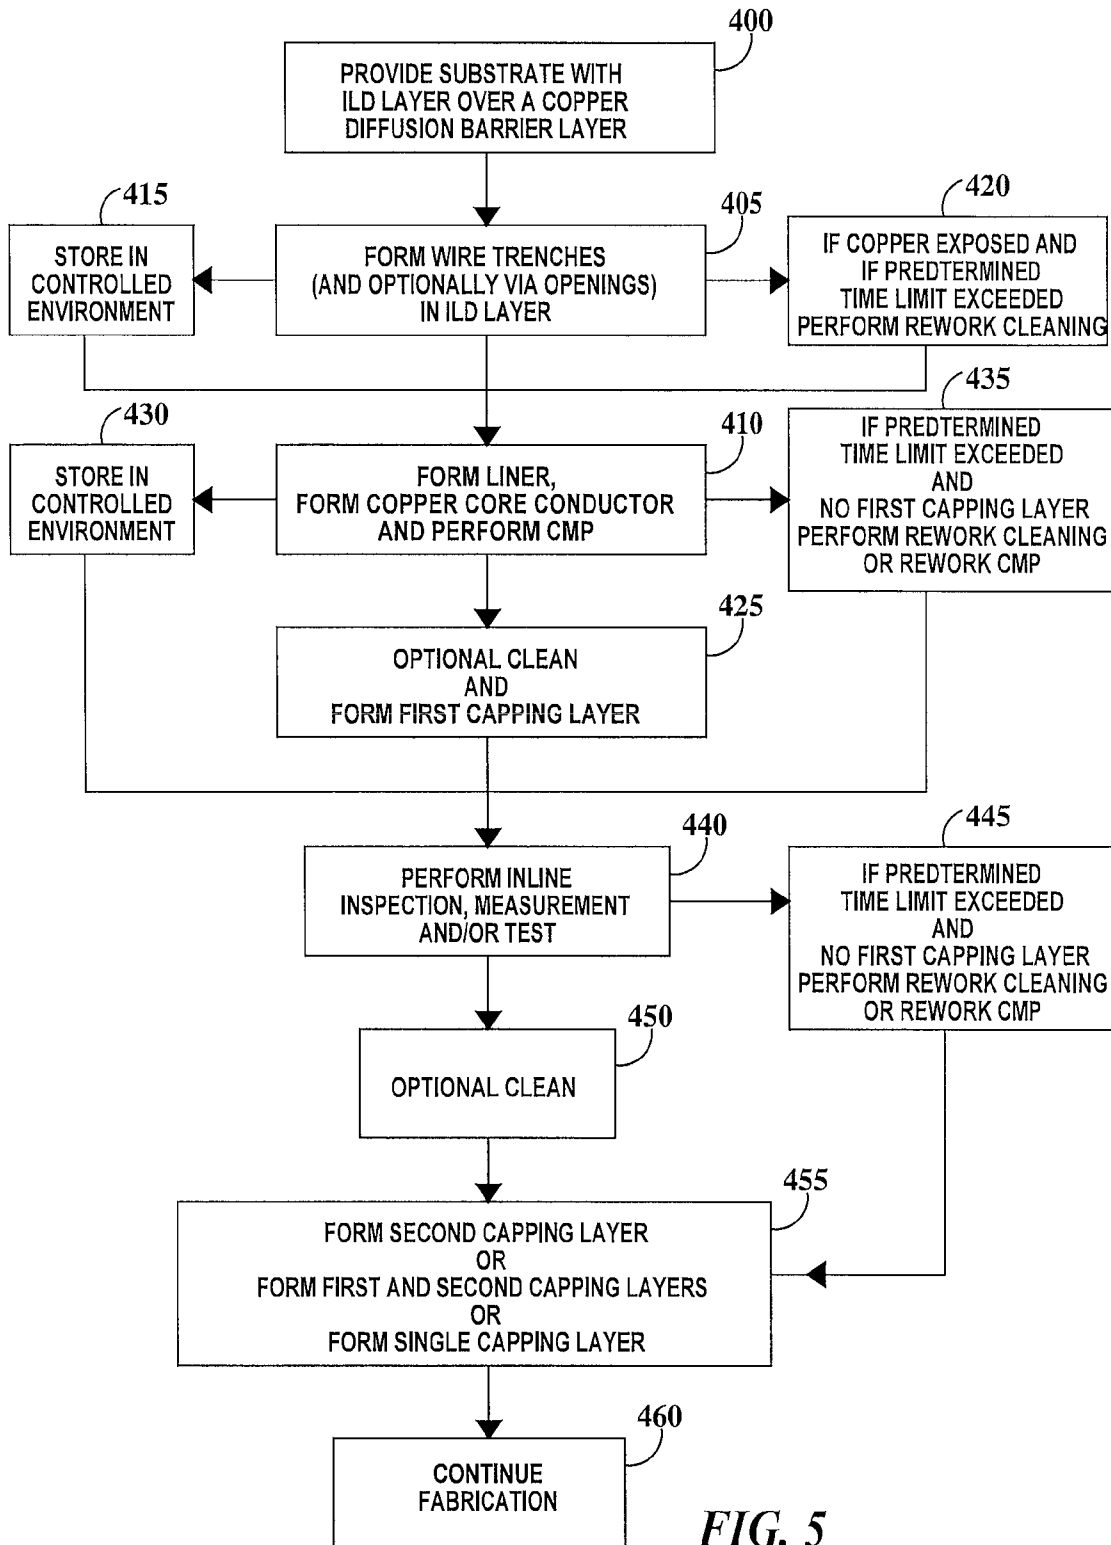 400
PROVIDE SUBSTRATE WITH
ILD LAYER OVER A COPPER
DIFFUSION BARRIER LAYER
415
STORE IN
CONTROLLED
ENVIRONMENT
405
FORM WIRE TRENCHES
(AND OPTIONALLY VIA OPENINGS)
IN ILD LAYER
420
IF COPPER EXPOSED AND
IF PREDTERMINED
TIME LIMIT EXCEEDED
PERFORM REWORK CLEANING
430
STORE IN
CONTROLLED
ENVIRONMENT
410
FORM LINER,
FORM COPPER CORE CONDUCTOR
AND PERFORM CMP
435
IF PREDTERMINED
TIME LIMIT EXCEEDED
AND
NO FIRST CAPPING LAYER
PERFORM REWORK CLEANING
OR REWORK CMP
425
OPTIONAL CLEAN
AND
FORM FIRST CAPPING LAYER
440
PERFORM INLINE
INSPECTION, MEASUREMENT
AND/OR TEST
445
IF PREDTERMINED
TIME LIMIT EXCEEDED
AND
NO FIRST CAPPING LAYER
PERFORM REWORK CLEANING
OR REWORK CMP
450
OPTIONAL CLEAN
455
FORM SECOND CAPPING LAYER
OR
FORM FIRST AND SECOND CAPPING LAYERS
OR
FORM SINGLE CAPPING LAYER
460
CONTINUE
FABRICATION
FIG. 5